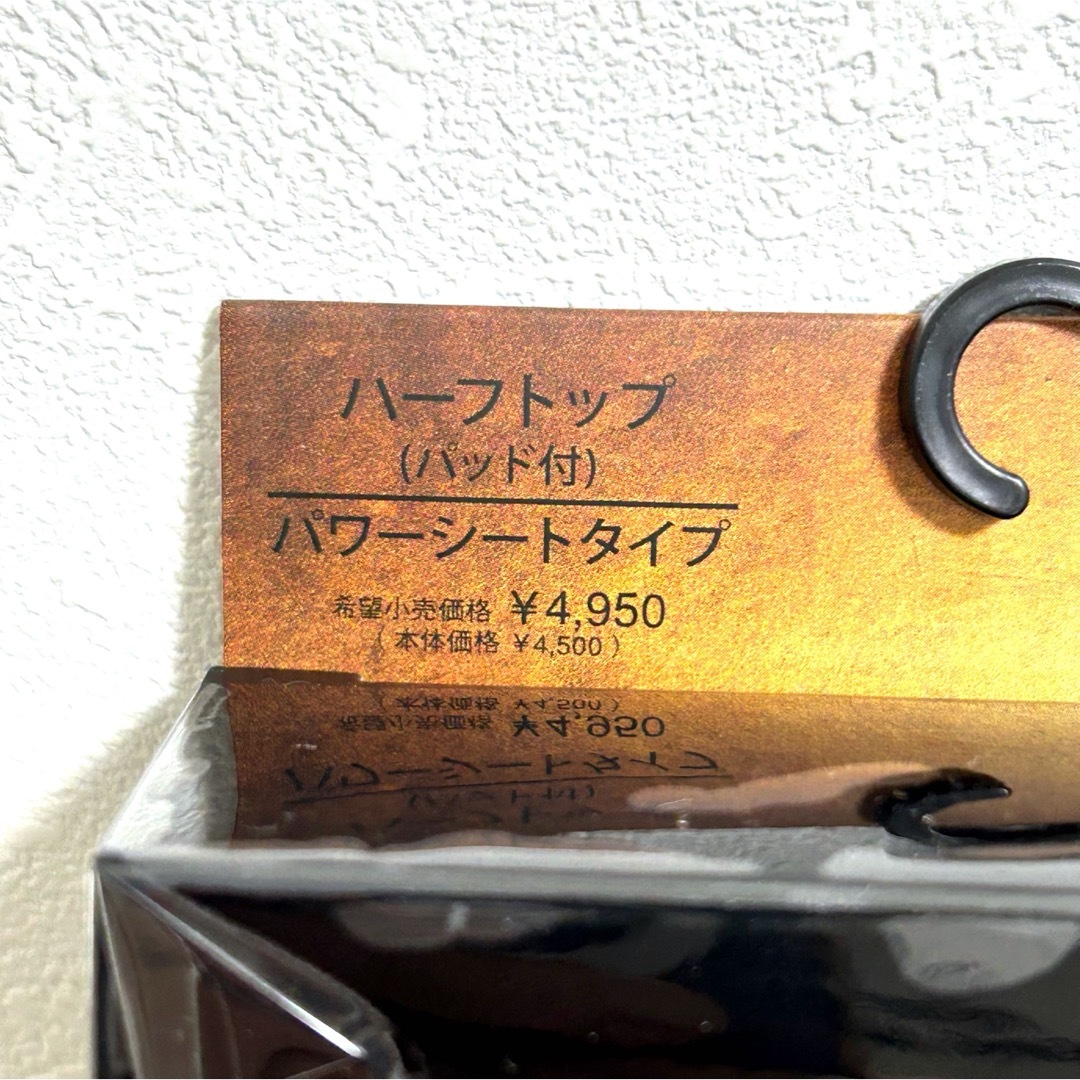 ハーフトップ
(パッド付)
パワーシートタイプ
希望小売価格 ¥4,950
( 本体価格 ¥4,500 )